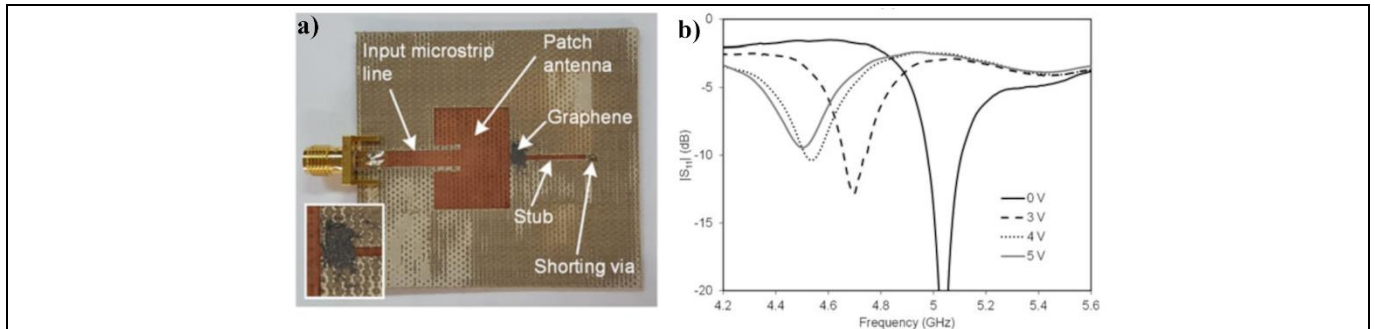 a)
Input microstrip
line
Patch
antenna
Graphene
Stub
Shorting via
b)
0
-5
-10
-15
-20
|S11| (dB)
0 V
3 V
4 V
5 V
4.2 4.4 4.6 4.8 5 5.2 5.4 5.6
Frequency (GHz)